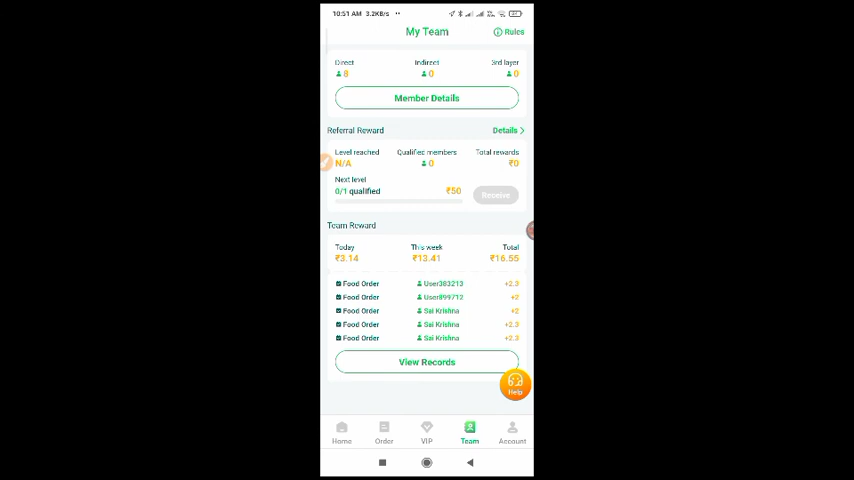 10:51 AM 3.2KB/s
My Team
Rules
Direct Indirect 3rd layer
8 0 0
Member Details
Referral Reward Details >
Level reached Qualified members Total rewards
N/A 0 ₹0
Next level
0/1 qualified ₹50
Receive
Team Reward
Today This week Total
₹3.14 ₹13.41 ₹16.55
Food Order User383213 +2.3
Food Order User899712 +2
Food Order Sai Krishna +2
Food Order Sai Krishna +2.3
Food Order Sai Krishna +2.3
View Records
Help
Home Order VIP Team Account